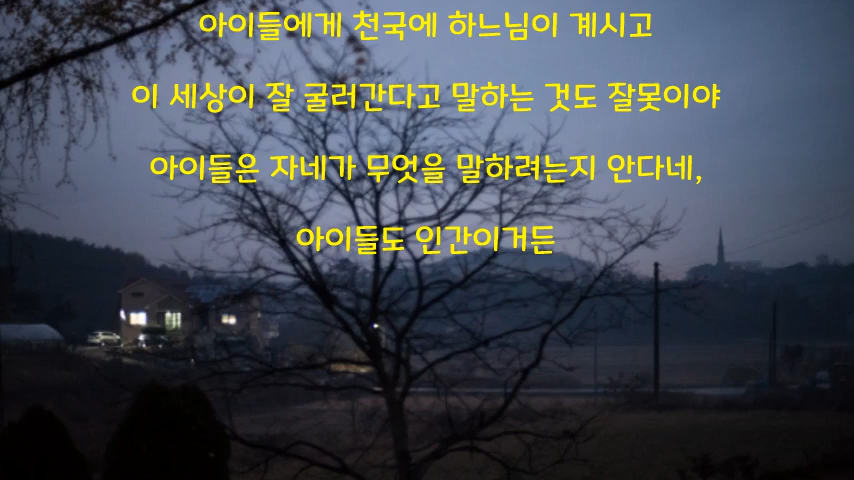 아이들에게 천국에 하느님이 계시고
이 세상이 잘 굴러간다고 말하는 것도 잘못이야
아이들은 자네가 무엇을 말하려는지 안다네,
아이들도 인간이거든